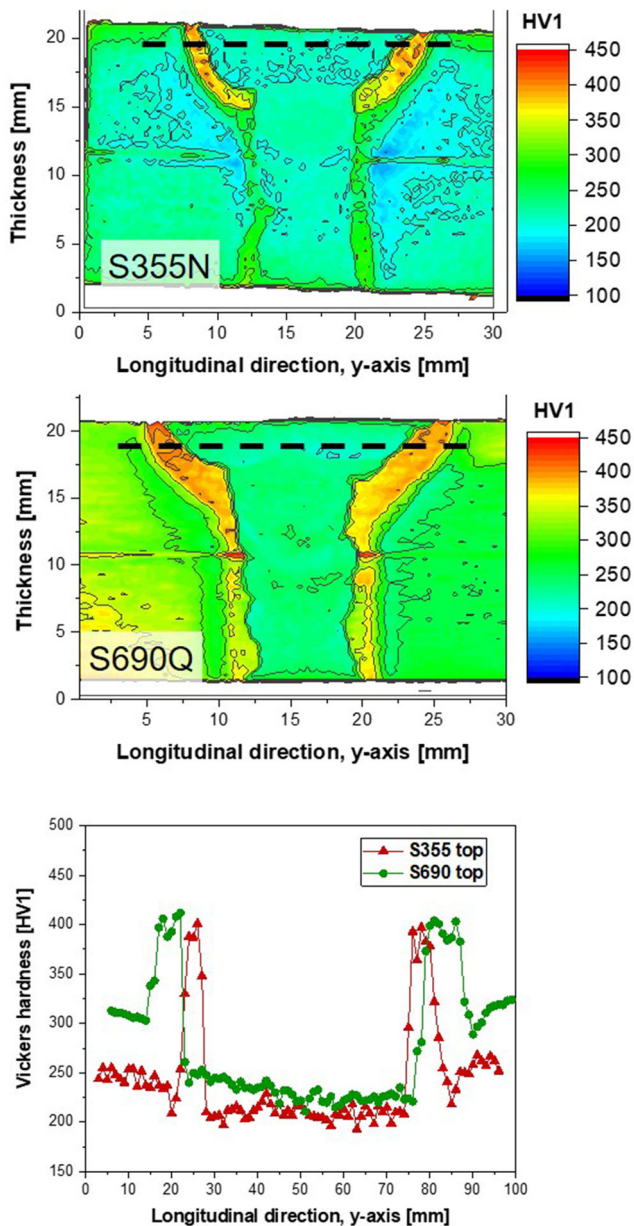 HV1
20
15
10
5
0
Thickness [mm]
S355N
450
400
350
300
250
200
150
100
0 5 10 15 20 25 30
Longitudinal direction, y-axis [mm]
HV1
20
15
10
5
0
Thickness [mm]
S690Q
450
400
350
300
250
200
150
100
5 10 15 20 25 30
Longitudinal direction, y-axis [mm]
500
450
400
350
300
250
200
150
Vickers hardness [HV1]
S355 top
S690 top
0 10 20 30 40 50 60 70 80 90 100
Longitudinal direction, y-axis [mm]